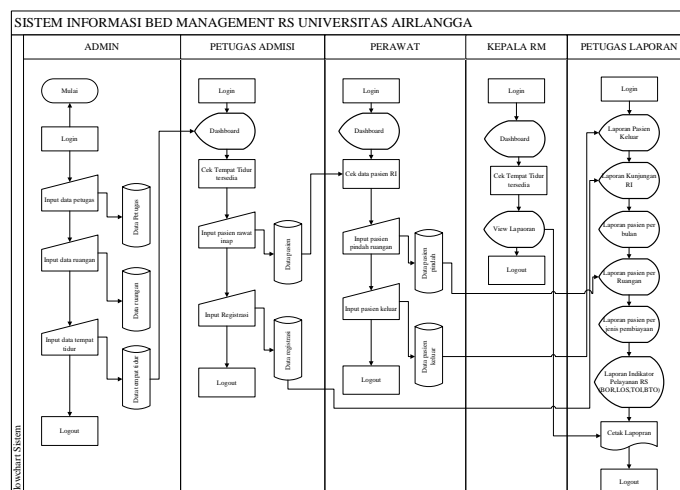 SISTEM INFORMASI BED MANAGEMENT RS UNIVERSITAS AIRLANGGA
ADMIN
PETUGAS ADMISI
PERAWAT
KEPALA RM
PETUGAS LAPORAN
Mulai
Login
Input data petugas
Data Petugas
Input data ruangan
Data ruangan
Input data tempat
tidur
Datat tempat tidur
Logout
Login
Dashboard
Cek Tempat Tidur
tersedia
Input pasien rawat
inap
Data pasien
Input Registrasi
Data registrasi
Logout
Login
Dashboard
Cek data pasien RI
Input pasien
pindah ruangan
Data pasien
pindah
Input pasien keluar
Data pasien
keluar
Logout
Login
Dashboard
Cek Tempat Tidur
tersedia
View Lapaoran
Logout
Login
Laporan Pasien
Keluar
Laporan Kunjungan
RI
Laporan pasien per
bulan
Laporan pasien per
Ruangan
Laporan pasien per
jenis pembiayaan
Laporan Indikator
Pelayanan RS
(BOR,LOS,TOI,BTO)
Cetak Lapopran
Logout
lowchart Sistem